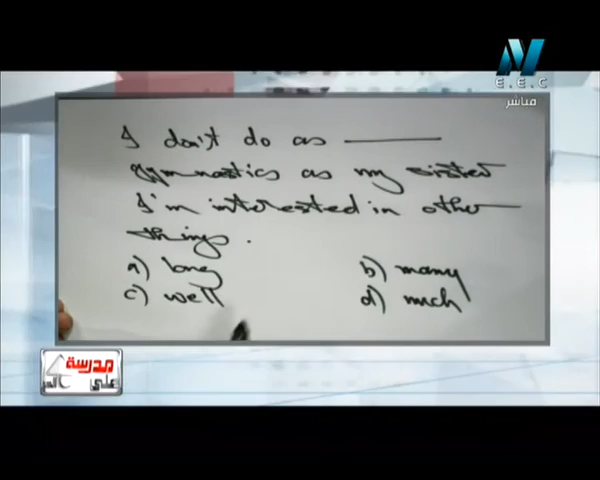 E.E.C
مباشر
I don't do as ______
gymnastics as my sister
I'm interested in other
things.
a) long b) many
c) well d) much
مدرسة
على